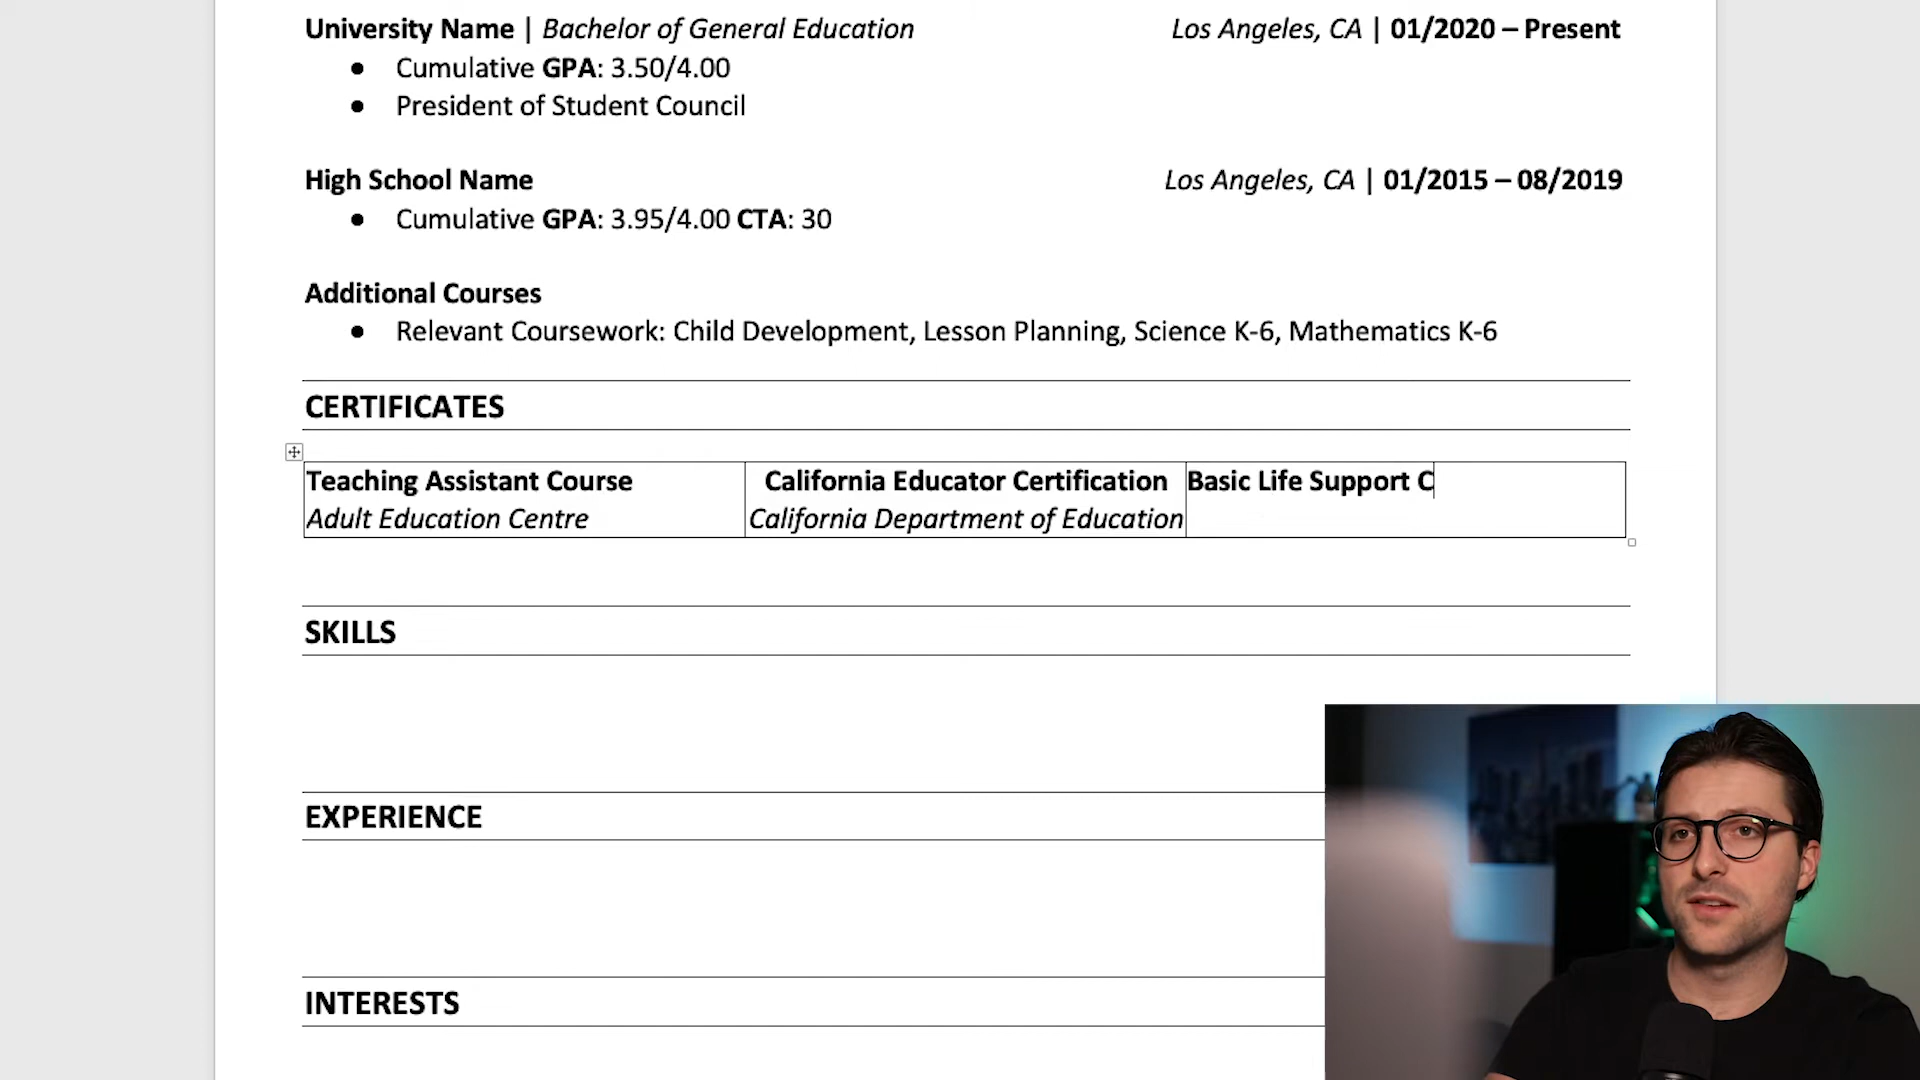 University Name | Bachelor of General Education Los Angeles, CA | 01/2020 – Present
● Cumulative GPA: 3.50/4.00
● President of Student Council
High School Name Los Angeles, CA | 01/2015 – 08/2019
● Cumulative GPA: 3.95/4.00 CTA: 30
Additional Courses
● Relevant Coursework: Child Development, Lesson Planning, Science K-6, Mathematics K-6
CERTIFICATES
Teaching Assistant Course California Educator Certification Basic Life Support C
Adult Education Centre California Department of Education
SKILLS
EXPERIENCE
INTERESTS